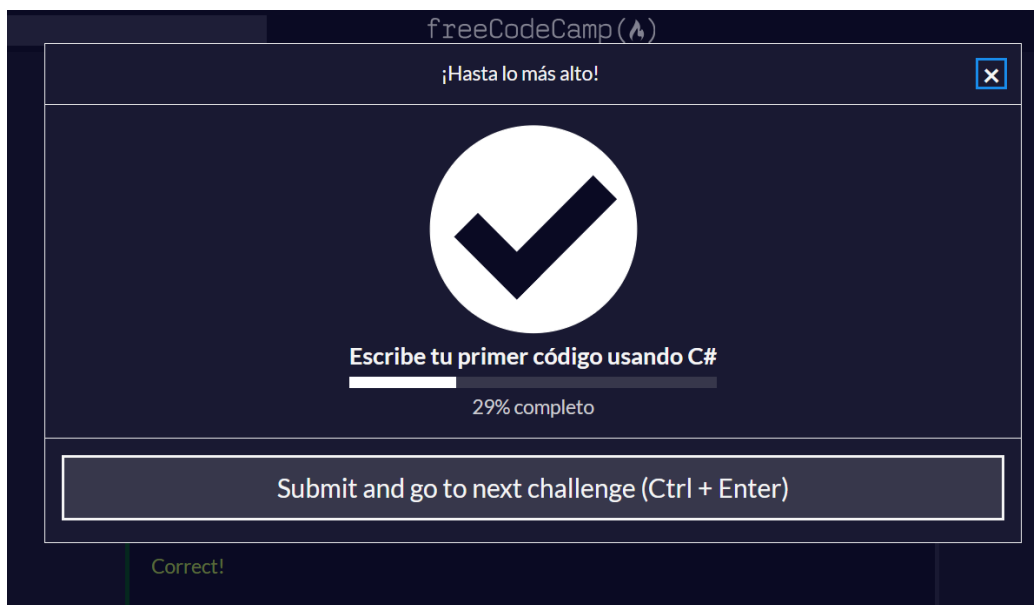 freeCodeCamp(🔥)
¡Hasta lo más alto!
×
Escribe tu primer código usando C#
29% completo
Submit and go to next challenge (Ctrl + Enter)
Correct!